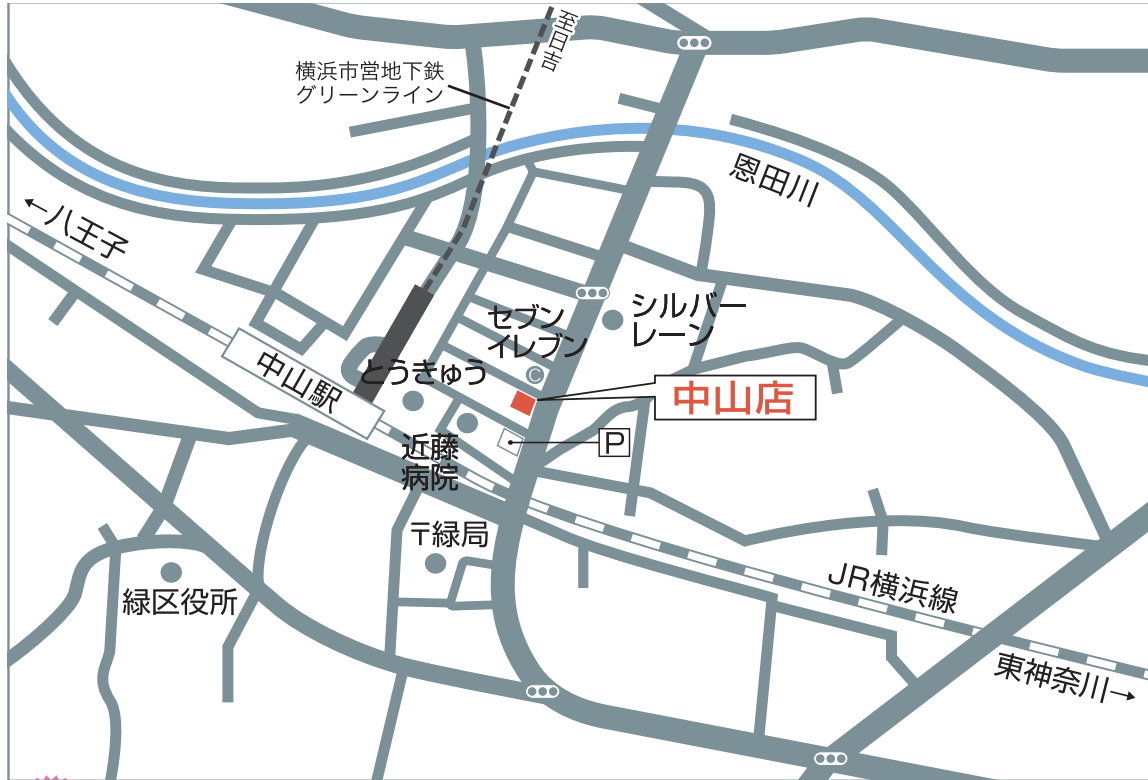 至日吉
横浜市営地下鉄
グリーンライン
恩田川
←八王子
セブン
イレブン
シルバー
レーン
C
とうきゅう
中山駅
中山店
近藤
病院
P
〒緑局
緑区役所
JR横浜線
東神奈川→